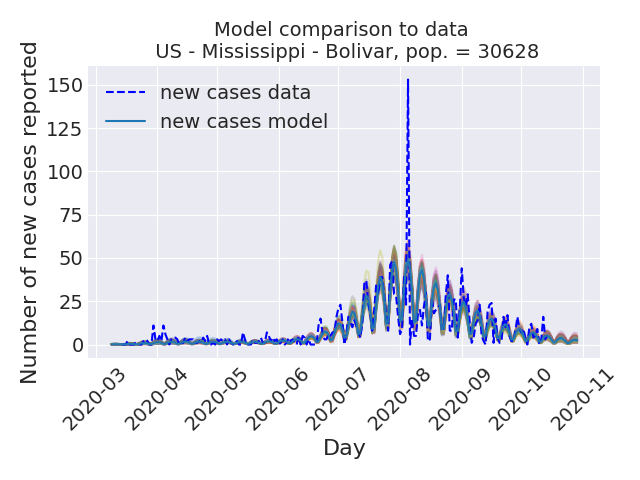 Model comparison to data
US - Mississippi - Bolivar, pop. = 30628
Number of new cases reported
150
125
100
75
50
25
0
new cases data
new cases model
2020-03
2020-04
2020-05
2020-06
2020-07
2020-08
2020-09
2020-10
2020-11
Day